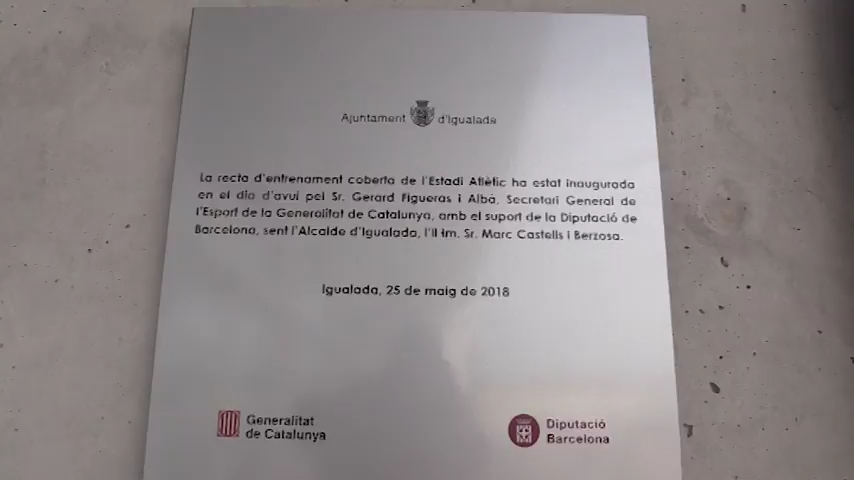 Ajuntament d'Igualada
La recta d'entrenament coberta de l'Estadi Atlètic ha estat inaugurada
en el dia d'avui pel Sr. Gerard Figueras i Albà, Secretari General de
l'Esport de la Generalitat de Catalunya, amb el suport de la Diputació de
Barcelona, sent l'Alcalde d'Igualada, l'Il·lm. Sr. Marc Castells i Berzosa.
Igualada, 25 de maig de 2018
Generalitat
de Catalunya
Diputació
Barcelona